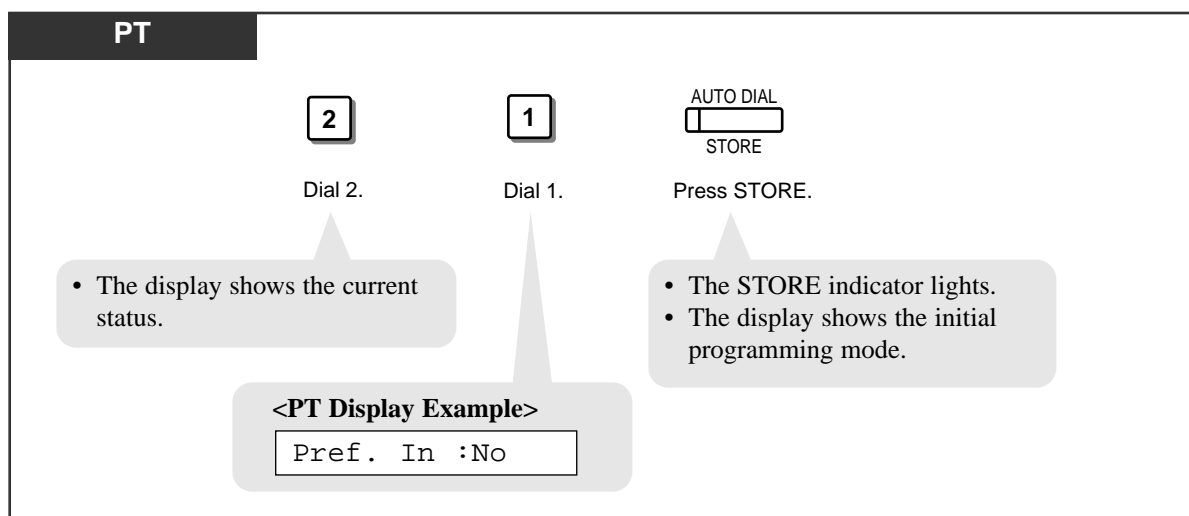 PT
2
1
AUTO DIAL
STORE
Dial 2.
Dial 1.
Press STORE.
• The display shows the current
status.
• The STORE indicator lights.
• The display shows the initial
programming mode.
<PT Display Example>
Pref. In :No